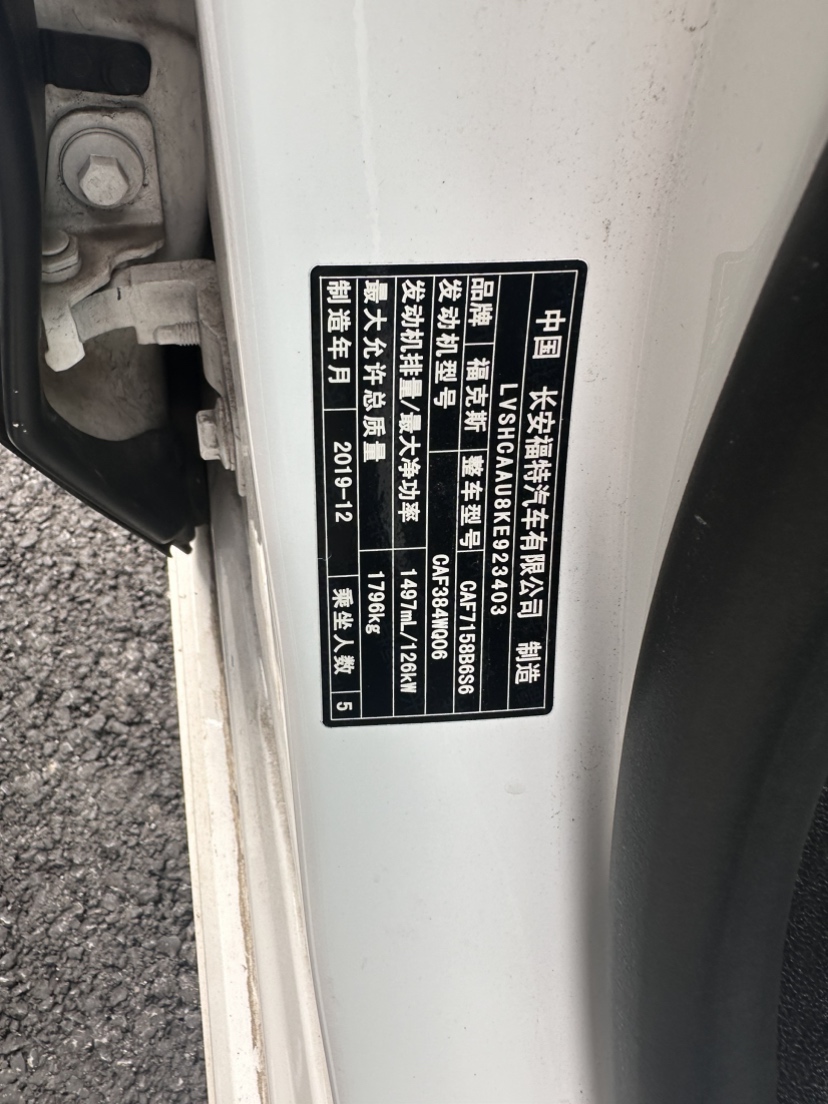 中国 长安福特汽车有限公司 制造
LVSHCAAU8KE923403
品牌 福克斯 整车型号 CAF7158B6S6
发动机型号 CAF384WQ06
发动机排量/最大净功率 1497mL/126kW
最大允许总质量 1796kg
制造年月 2019-12 乘坐人数 5